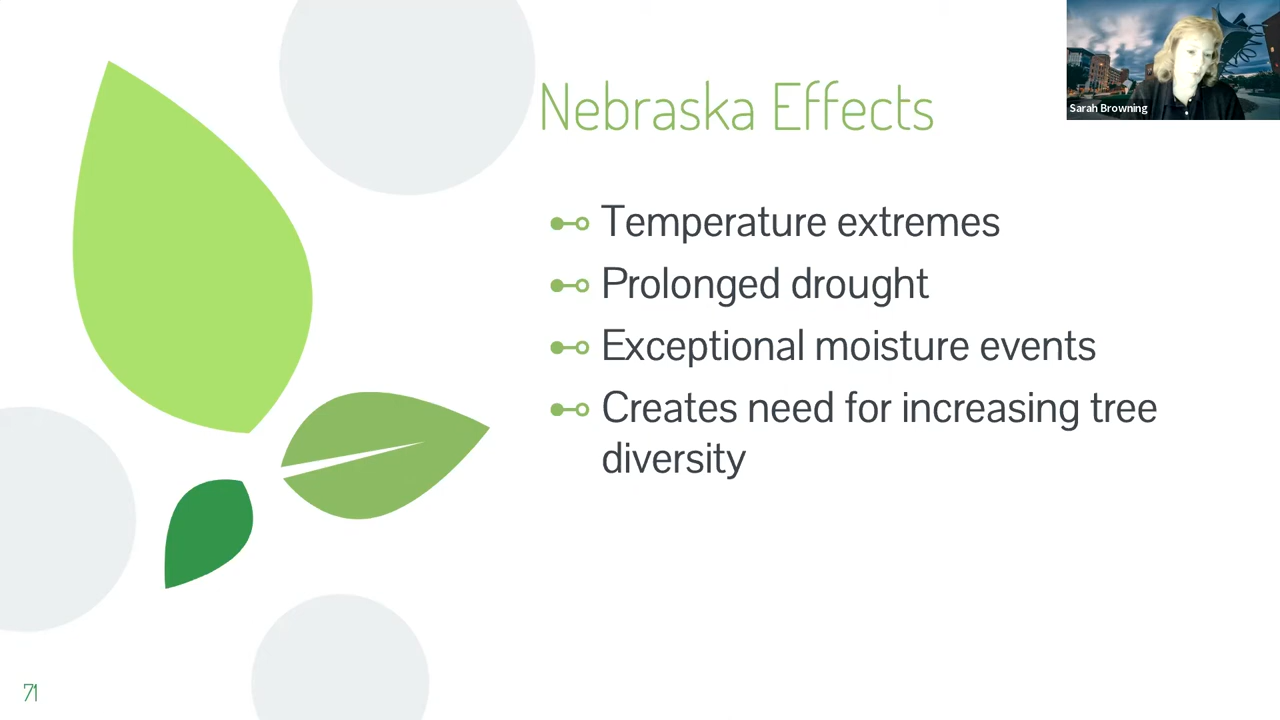 Nebraska Effects
Sarah Browning
Temperature extremes
Prolonged drought
Exceptional moisture events
Creates need for increasing tree
diversity
71